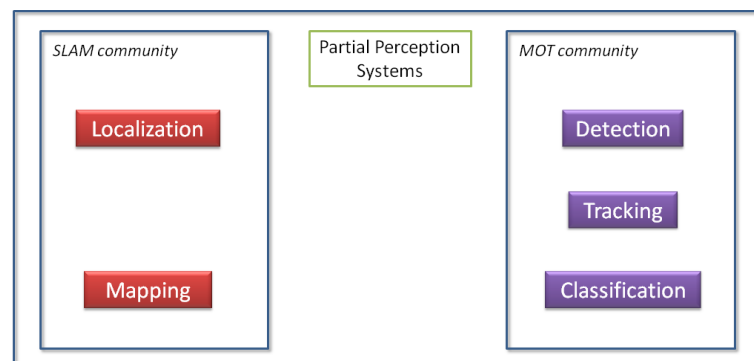 SLAM community
Partial Perception
Systems
MOT community
Localization
Detection
Tracking
Mapping
Classification